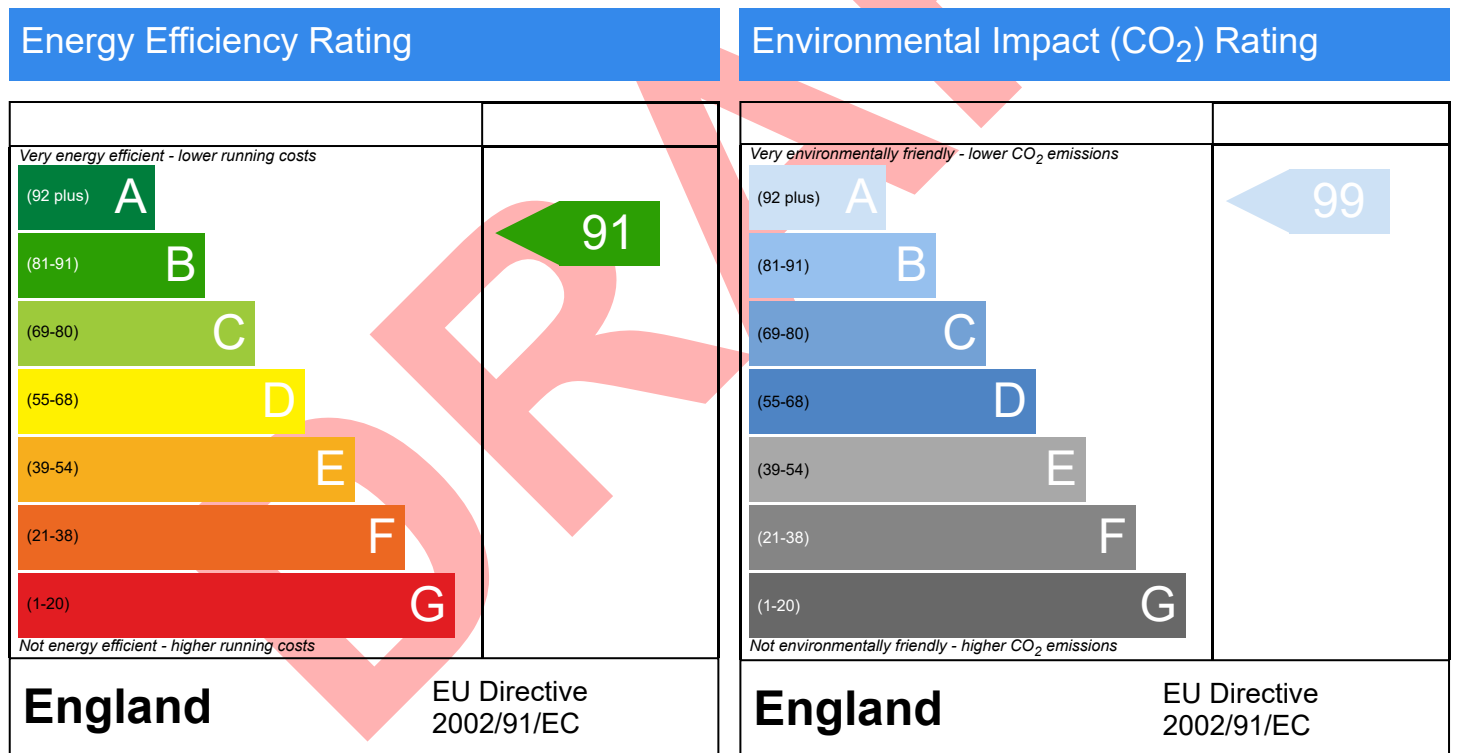 Energy Efficiency Rating
Very energy efficient - lower running costs
(92 plus) A
(81-91) B
(69-80) C
(55-68) D
(39-54) E
(21-38) F
(1-20) G
91
Not energy efficient - higher running costs
England
EU Directive
2002/91/EC
Environmental Impact (CO₂) Rating
Very environmentally friendly - lower CO₂ emissions
(92 plus) A
(81-91) B
(69-80) C
(55-68) D
(39-54) E
(21-38) F
(1-20) G
99
Not environmentally friendly - higher CO₂ emissions
England
EU Directive
2002/91/EC
DRA